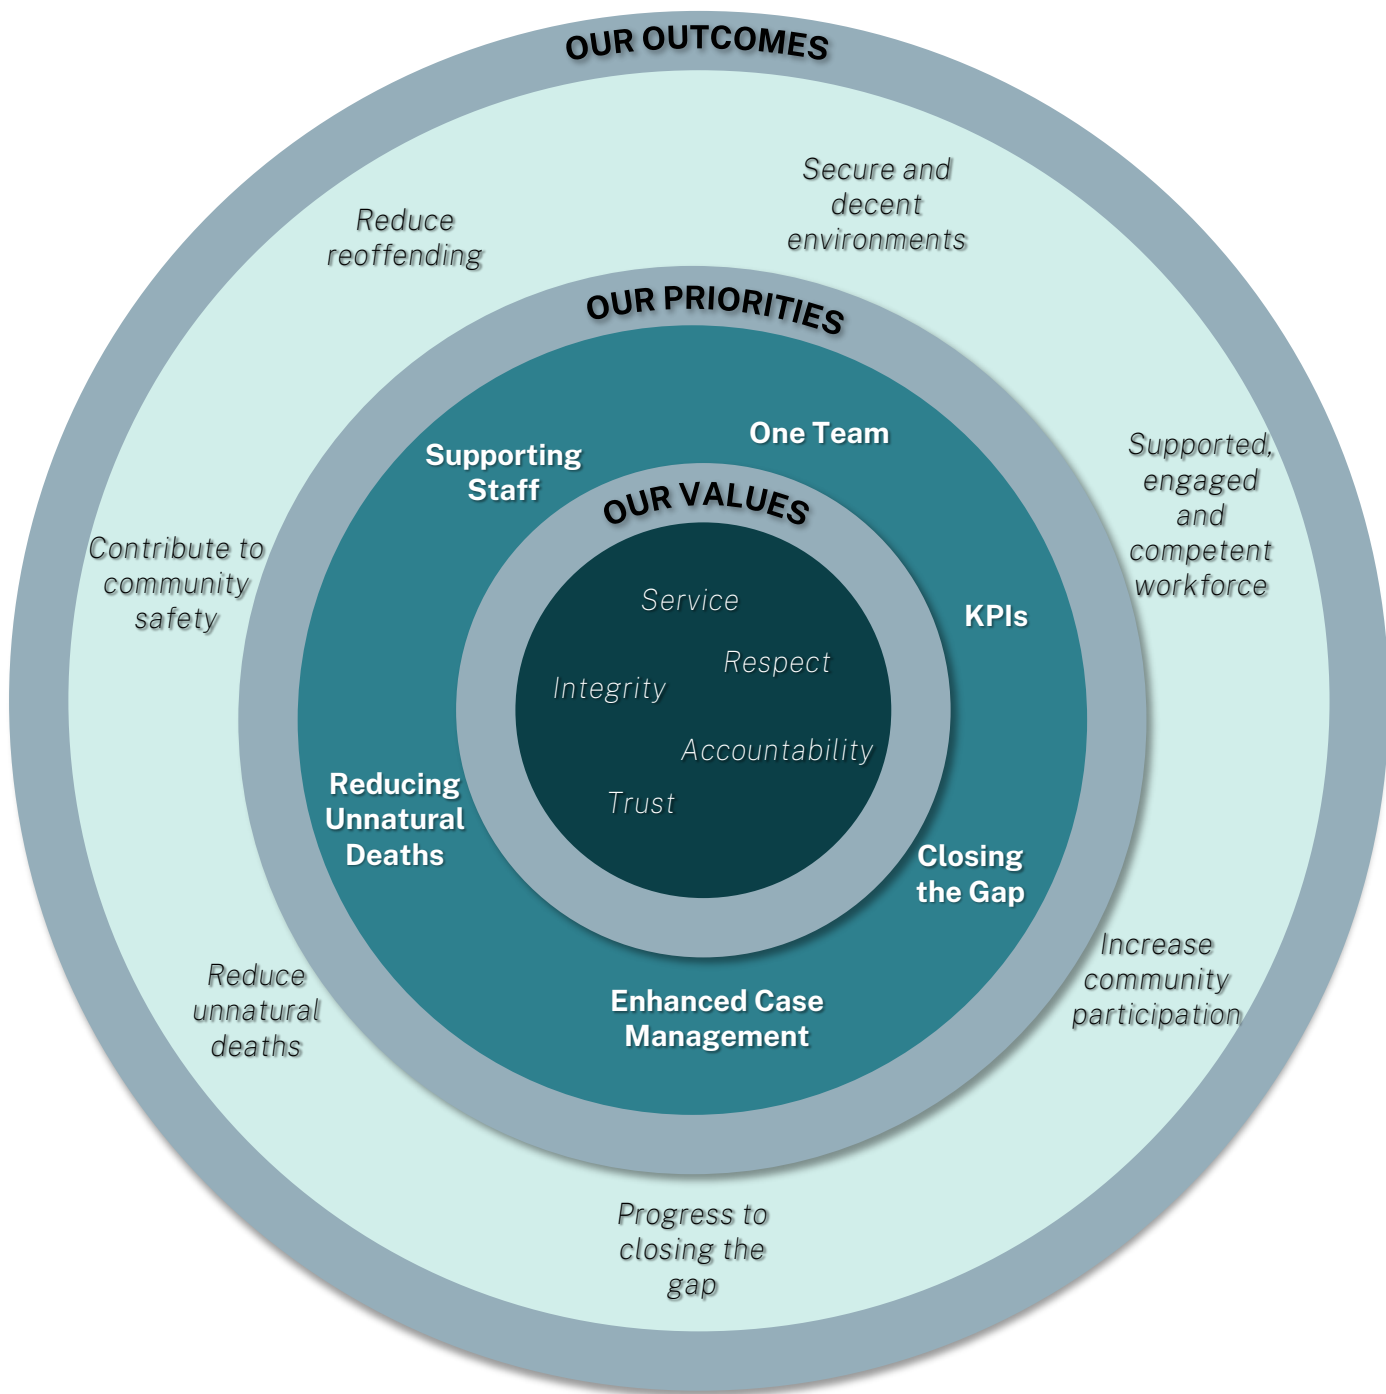 OUR OUTCOMES
Secure and
decent
environments
Reduce
reoffending
Supported,
engaged
and
competent
workforce
Contribute to
community
safety
Increase
community
participation
Reduce
unnatural
deaths
Progress to
closing the
gap
OUR PRIORITIES
One Team
Supporting
Staff
KPIs
Reducing
Unnatural
Deaths
Closing
the Gap
Enhanced Case
Management
OUR VALUES
Service
Respect
Integrity
Accountability
Trust